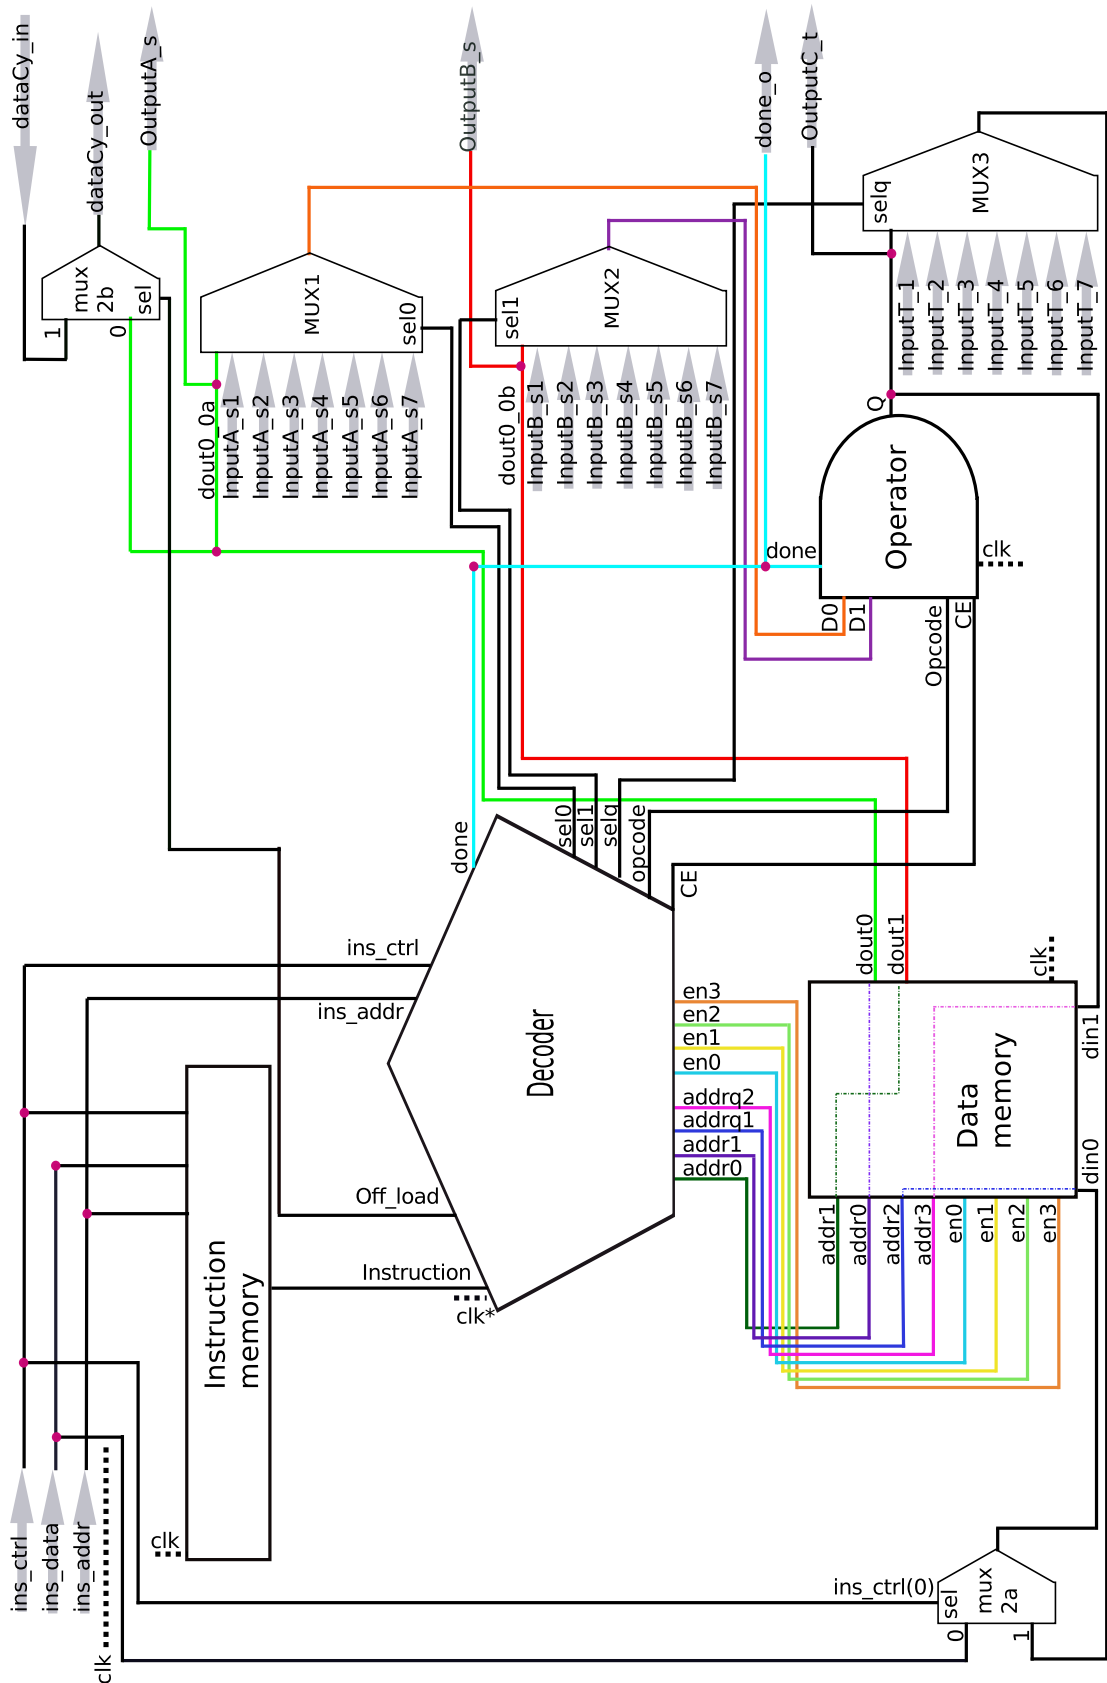 dataCy_in
dataCy_out
OutputA_s
OutputB_s
done_o
OutputC_t
mux
2b
sel
1
0
MUX1
sel0
MUX2
sel1
MUX3
selq
dout0_0a
InputA_s1
InputA_s2
InputA_s3
InputA_s4
InputA_s5
InputA_s6
InputA_s7
dout0_0b
InputB_s1
InputB_s2
InputB_s3
InputB_s4
InputB_s5
InputB_s6
InputB_s7
InputT_1
InputT_2
InputT_3
InputT_4
InputT_5
InputT_6
InputT_7
Q
Operator
done
clk
D0
D1
Opcode
CE
done
sel0
sel1
selq
opcode
CE
ins_ctrl
ins_addr
Decoder
Off_load
Instruction
clk*
en3
en2
en1
en0
addrq2
addrq1
addr1
addr0
dout0
dout1
clk
Data
memory
din1
din0
addr1
addr0
addr2
addr3
en0
en1
en2
en3
Instruction
memory
clk
ins_ctrl
ins_data
ins_addr
clk
ins_ctrl(0)
sel
mux
2a
0
1